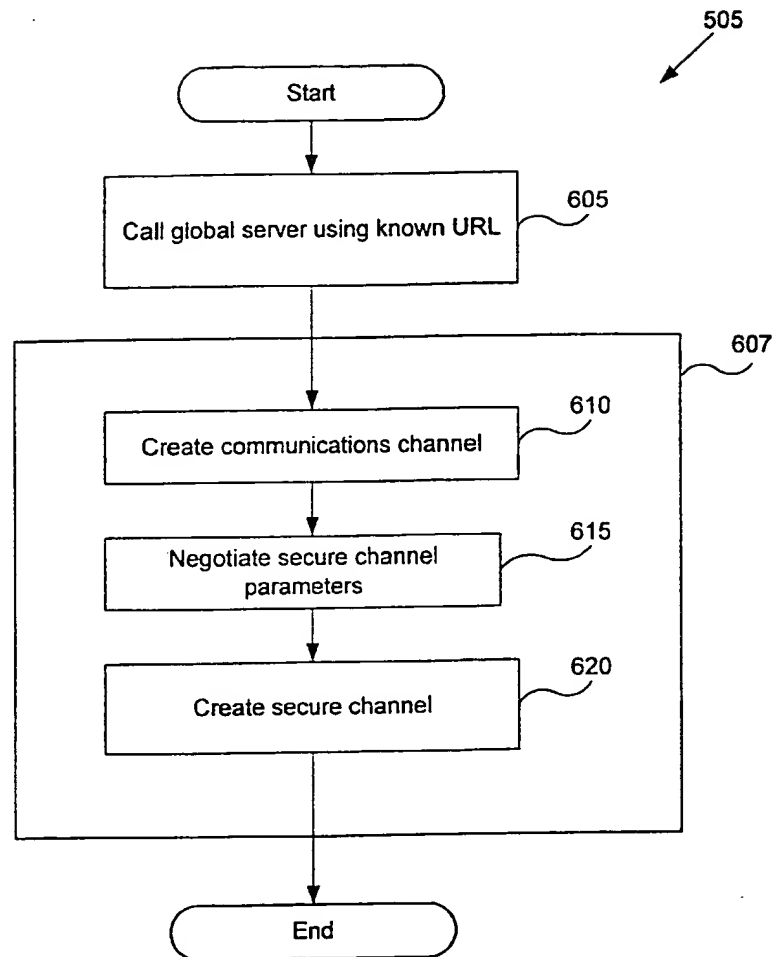 505
Start
Call global server using known URL
605
607
Create communications channel
610
Negotiate secure channel
parameters
615
Create secure channel
620
End